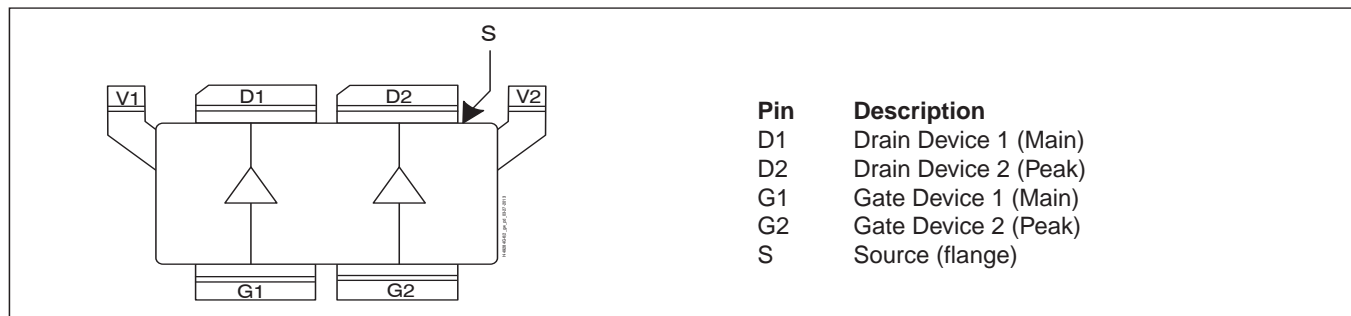 S
V1
D1
D2
V2
G1
G2
Pin Description
D1 Drain Device 1 (Main)
D2 Drain Device 2 (Peak)
G1 Gate Device 1 (Main)
G2 Gate Device 2 (Peak)
S Source (flange)